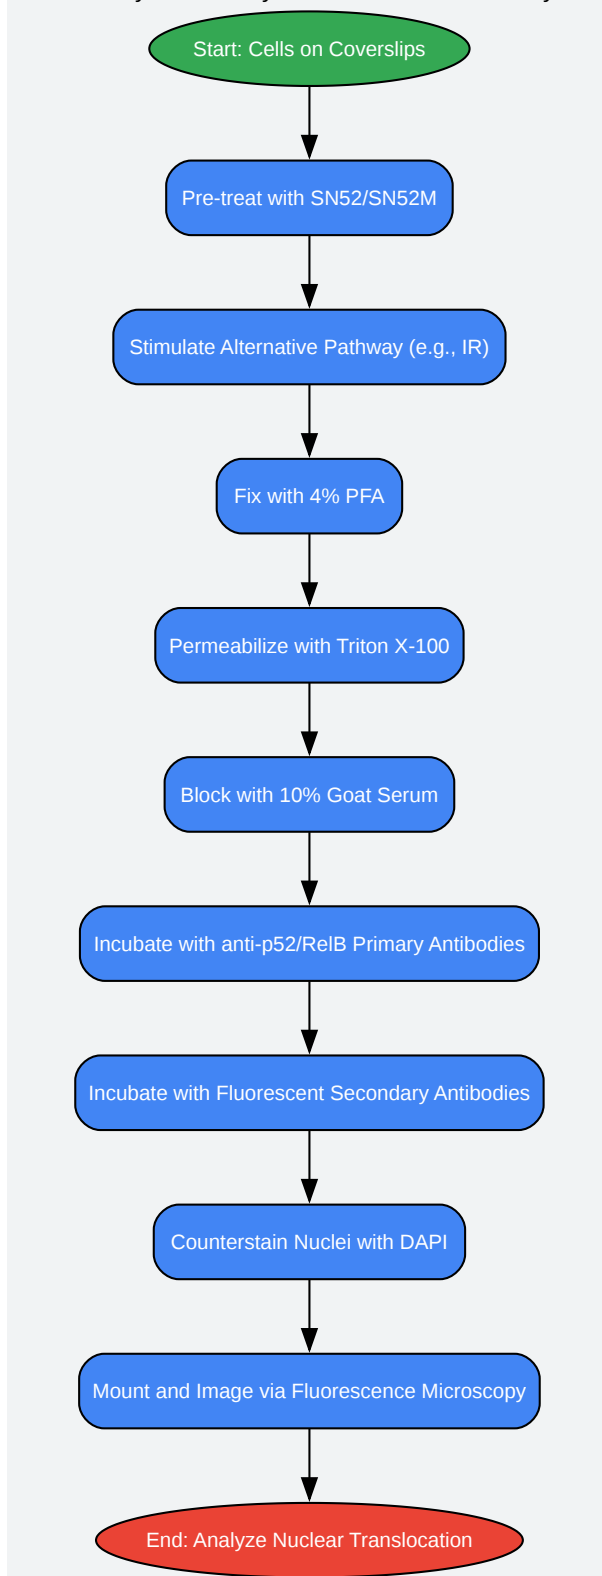 Start: Cells on Coverslips
Pre-treat with SN52/SN52M
Stimulate Alternative Pathway (e.g., IR)
Fix with 4% PFA
Permeabilize with Triton X-100
Block with 10% Goat Serum
Incubate with anti-p52/RelB Primary Antibodies
Incubate with Fluorescent Secondary Antibodies
Counterstain Nuclei with DAPI
Mount and Image via Fluorescence Microscopy
End: Analyze Nuclear Translocation